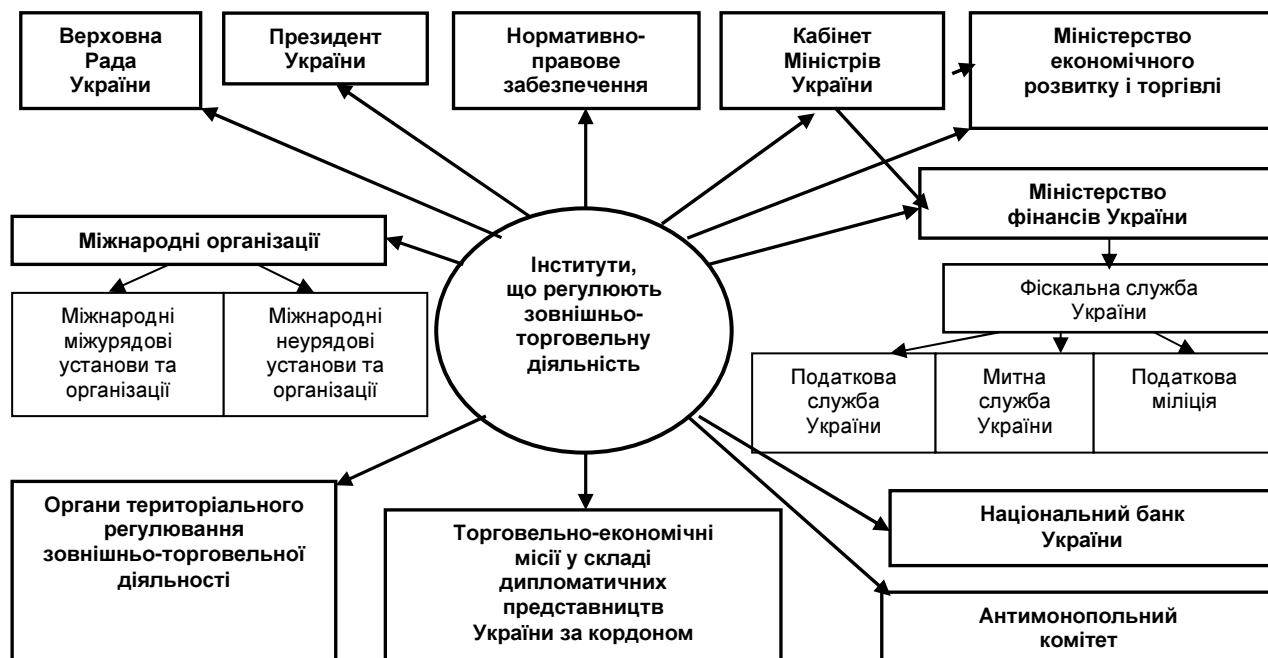 Верховна
Рада
України
Президент
України
Нормативно-
правове
забезпечення
Кабінет
Міністрів
України
Міністерство
економічного
розвитку і торгівлі
Міністерство
фінансів України
Міжнародні організації
Інститути,
що регулюють
зовнішньо-
торговельну
діяльність
Фіскальна служба
України
Міжнародні
міжурядові
установи та
організації
Міжнародні
неурядові
установи та
організації
Податкова
служба
України
Митна
служба
України
Податкова
міліція
Органи територіального
регулювання
зовнішньо-торговельної
діяльності
Торговельно-економічні
місії у складі
дипломатичних
представництв
України за кордоном
Національний банк
України
Антимонопольний
комітет